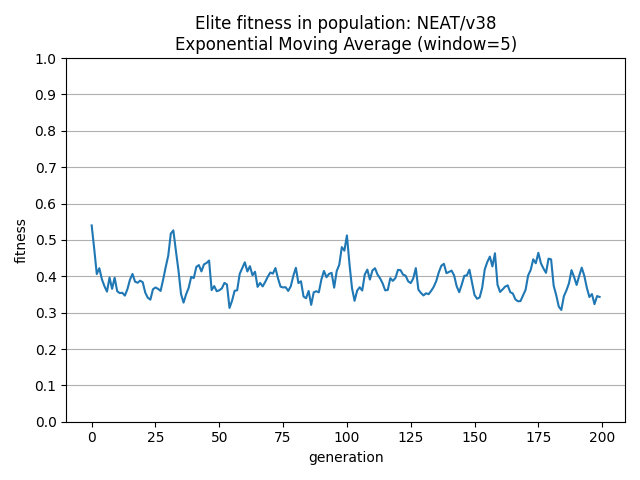 Elite fitness in population: NEAT/v38
Exponential Moving Average (window=5)
1.0
0.9
0.8
0.7
0.6
0.5
0.4
0.3
0.2
0.1
0.0
fitness
0 25 50 75 100 125 150 175 200
generation